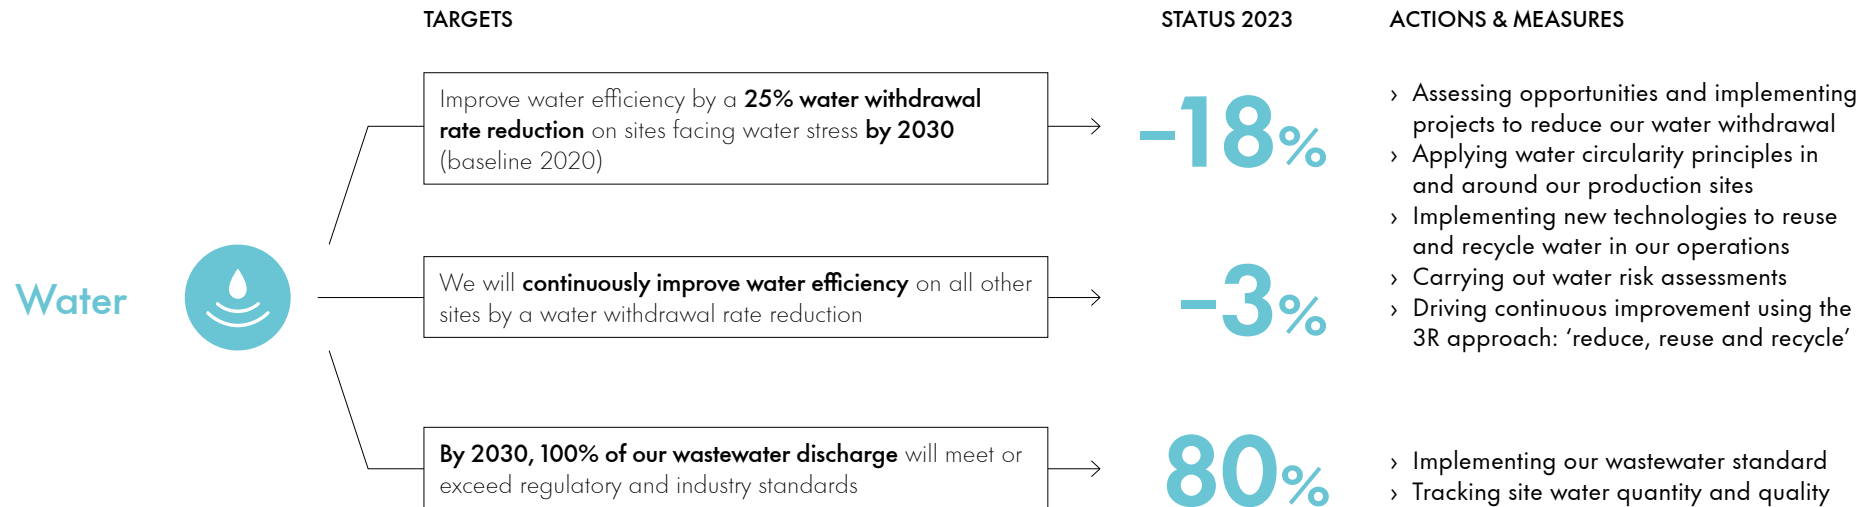 TARGETS
STATUS 2023
ACTIONS & MEASURES
Water
Improve water efficiency by a 25% water withdrawal
rate reduction on sites facing water stress by 2030
(baseline 2020)
–18%
› Assessing opportunities and implementing
projects to reduce our water withdrawal
› Applying water circularity principles in
and around our production sites
› Implementing new technologies to reuse
and recycle water in our operations
› Carrying out water risk assessments
› Driving continuous improvement using the
3R approach: ‘reduce, reuse and recycle’
We will continuously improve water efficiency on all other
sites by a water withdrawal rate reduction
–3%
By 2030, 100% of our wastewater discharge will meet or
exceed regulatory and industry standards
80%
› Implementing our wastewater standard
› Tracking site water quantity and quality